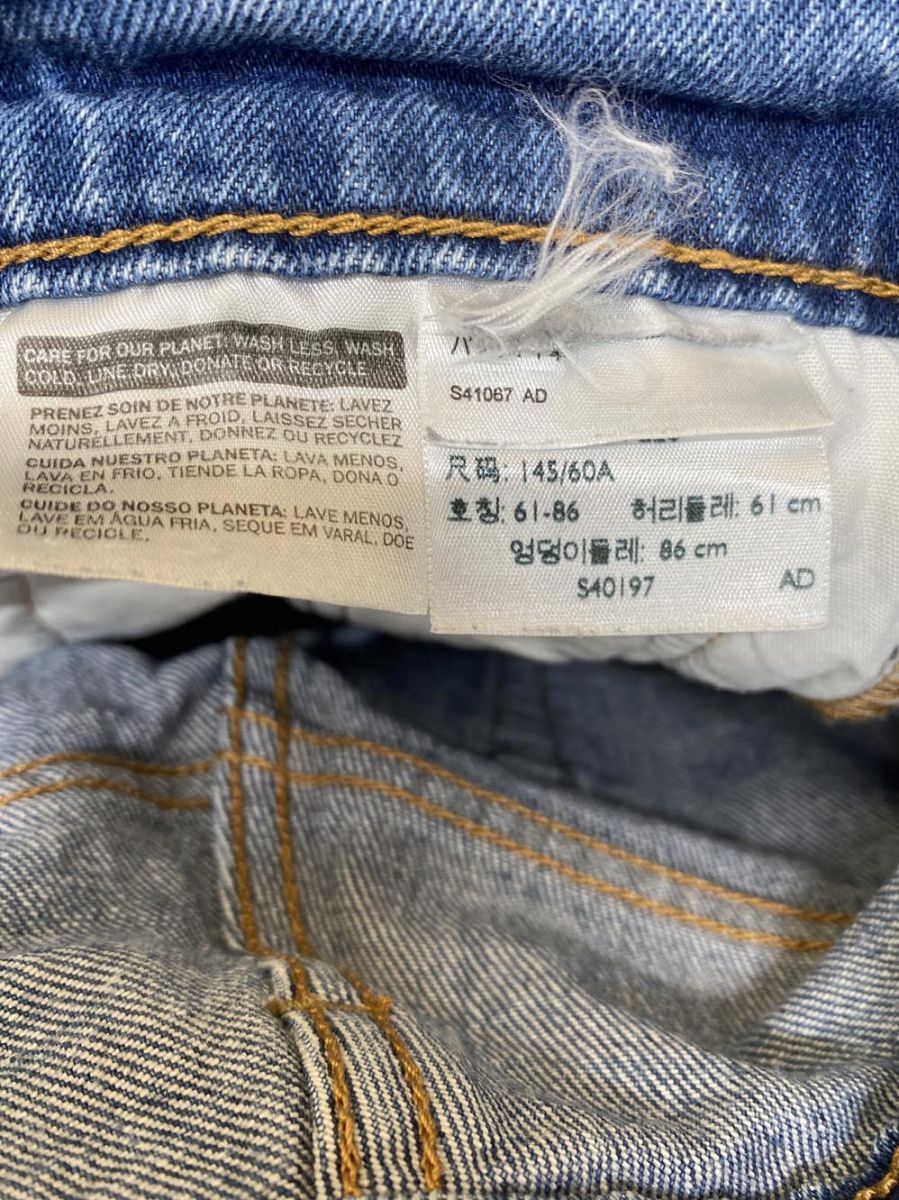 CARE FOR OUR PLANET: WASH LESS, WASH
COLD, LINE DRY, DONATE OR RECYCLE
PRENEZ SOIN DE NOTRE PLANETE: LAVEZ
MOINS, LAVEZ A FROID, LAISSEZ SECHER
NATURELLEMENT, DONNEZ OU RECYCLEZ
CUIDA NUESTRO PLANETA: LAVA MENOS,
LAVA EN FRIO, TIENDE LA ROPA, DONA O
RECICLA.
CUIDE DO NOSSO PLANETA: LAVE MENOS,
LAVE EM ÁGUA FRIA, SEQUE EM VARAL, DOE
OU RECICLE.
S41067 AD
尺码: 145/60A
호칭: 61-86 허리둘레: 61 cm
엉덩이둘레: 86 cm
S40197 AD